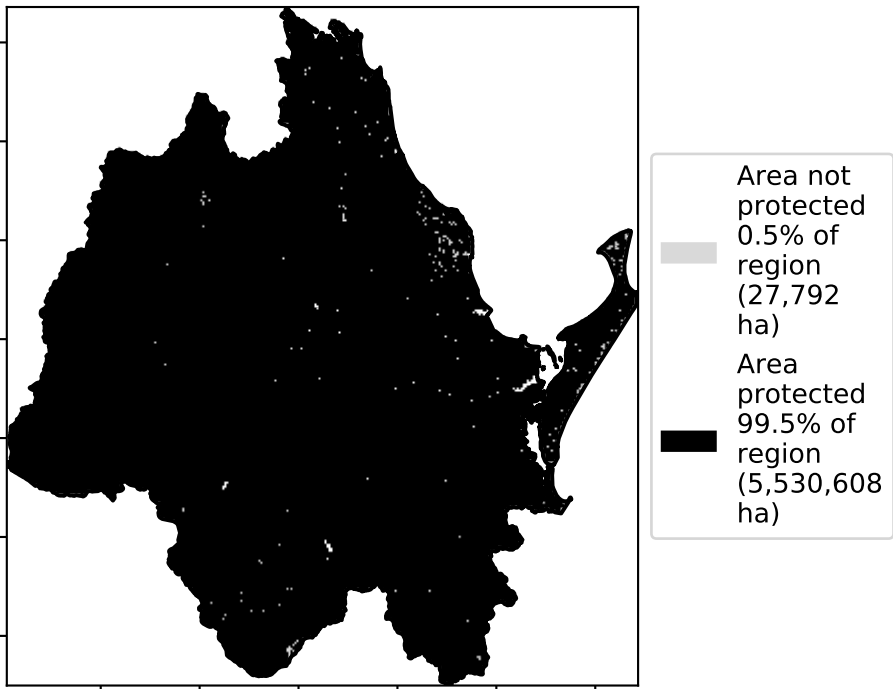 Area not
protected
0.5% of
region
(27,792
ha)
Area
protected
99.5% of
region
(5,530,608
ha)